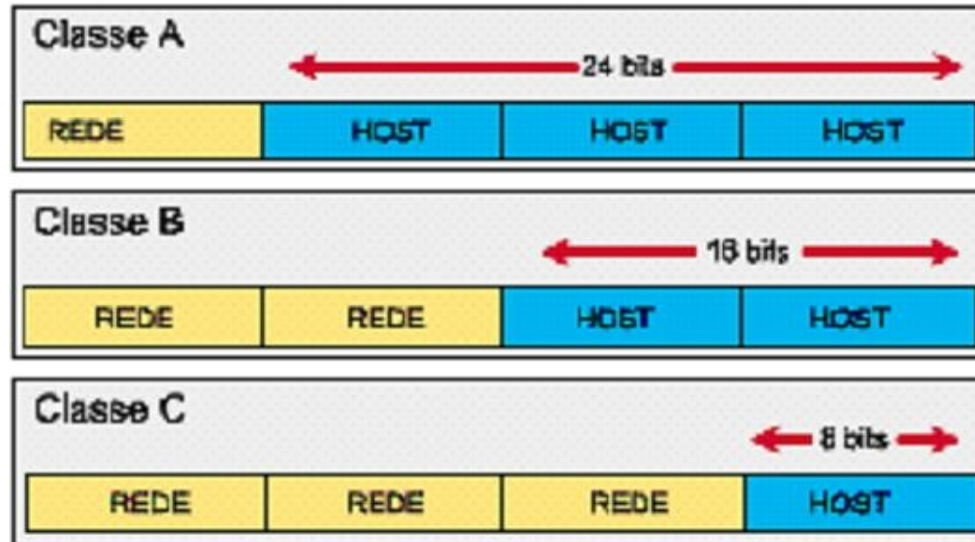 Classe A
24 bits
REDE HOST HOST HOST
Classe B
16 bits
REDE REDE HOST HOST
Classe C
8 bits
REDE REDE REDE HOST